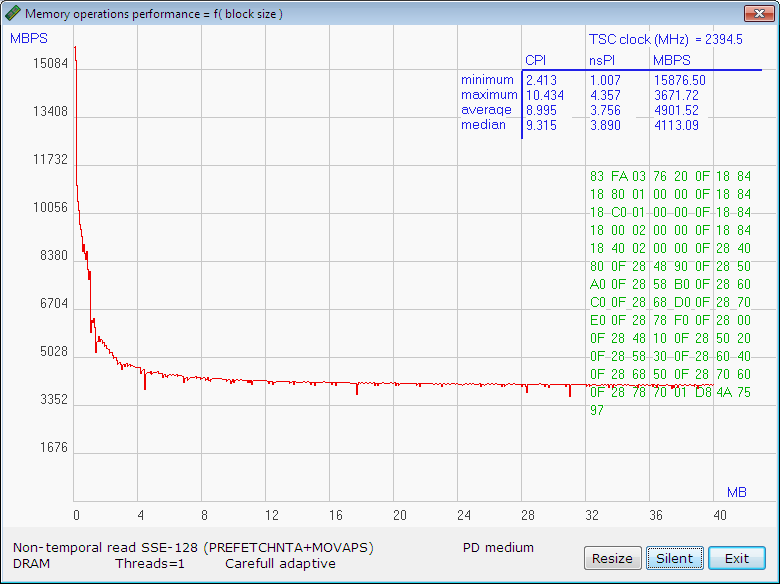 Memory operations performance = f( block size )
MBPS
TSC clock (MHz) = 2394.5
CPI nsPI MBPS
minimum 2.413 1.007 15876.50
maximum 10.434 4.357 3671.72
average 8.995 3.756 4901.52
median 9.315 3.890 4113.09
15084
13408
11732
10056
8380
6704
5028
3352
1676
83 FA 03 76 20 0F 18 84
18 80 01 00 00 0F 18 84
18 C0 01 00 00 0F 18 84
18 00 02 00 00 0F 18 84
18 40 02 00 00 0F 28 40
80 0F 28 48 90 0F 28 50
A0 0F 28 58 B0 0F 28 60
C0 0F 28 68 D0 0F 28 70
E0 0F 28 78 F0 0F 28 00
0F 28 48 10 0F 28 50 20
0F 28 58 30 0F 28 60 40
0F 28 68 50 0F 28 70 60
0F 28 78 70 01 D8 4A 75
97
MB
0 4 8 12 16 20 24 28 32 36 40
Non-temporal read SSE-128 (PREFETCHNTA+MOVAPS) PD medium
DRAM Threads=1 Carefull adaptive
Resize Silent Exit